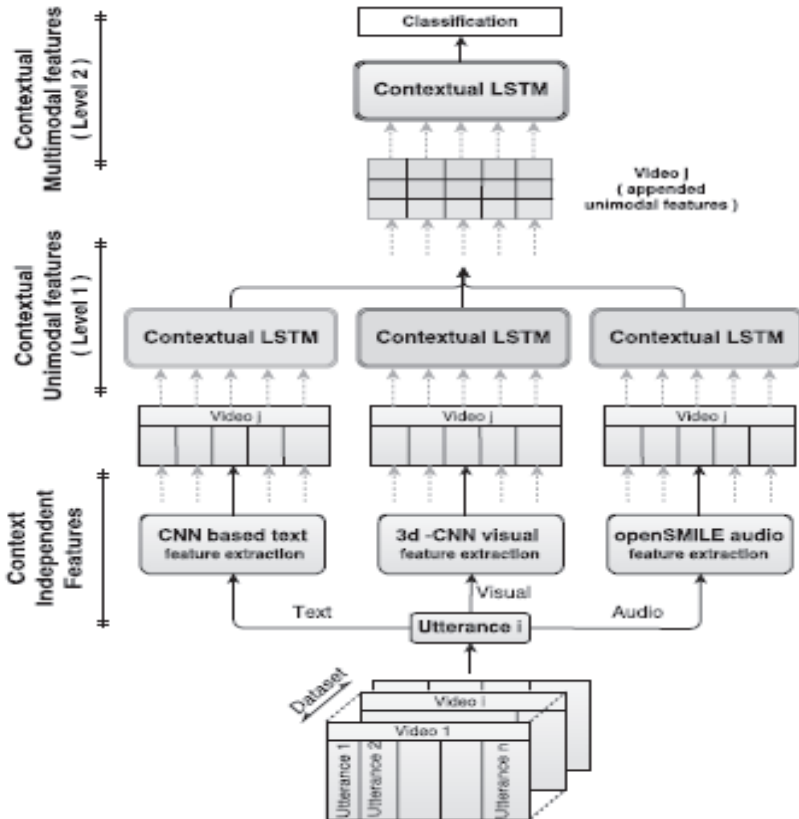 Classification
Contextual
Multimodal features
( Level 2 )
Contextual LSTM
Video j
( appended
unimodal features )
Contextual
Unimodal features
( Level 1 )
Contextual LSTM
Contextual LSTM
Contextual LSTM
Video j
Video j
Video j
Context
Independent
Features
CNN based text
feature extraction
3d -CNN visual
feature extraction
openSMILE audio
feature extraction
Text
Visual
Audio
Utterance i
Dataset
Video i
Video 1
Utterance 1
Utterance 2
Utterance n